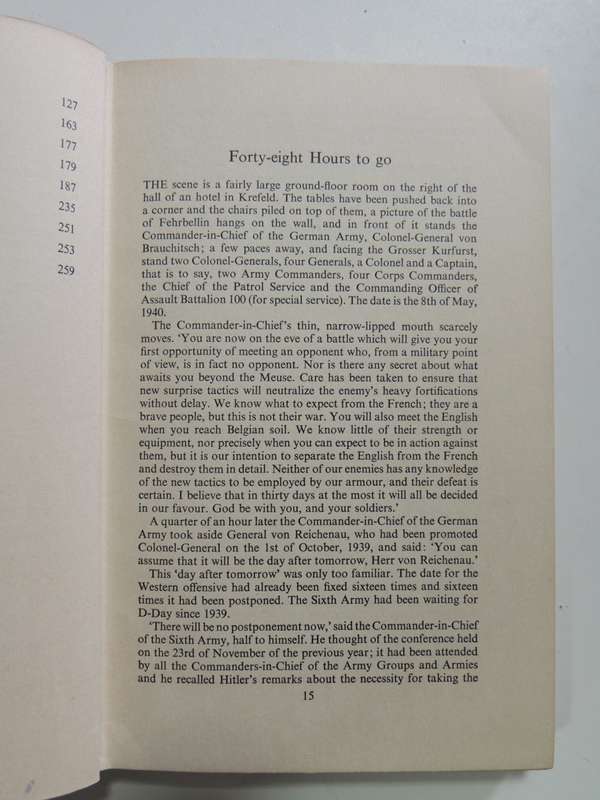 127
163
177
179
187
235
251
253
259
Forty-eight Hours to go
THE scene is a fairly large ground-floor room on the right of the
hall of an hotel in Krefeld. The tables have been pushed back into
a corner and the chairs piled on top of them, a picture of the battle
of Fehrbellin hangs on the wall, and in front of it stands the
Commander-in-Chief of the German Army, Colonel-General von
Brauchitsch; a few paces away, and facing the Grosser Kurfurst,
stand two Colonel-Generals, four Generals, a Colonel and a Captain,
that is to say, two Army Commanders, four Corps Commanders,
the Chief of the Patrol Service and the Commanding Officer of
Assault Battalion 100 (for special service). The date is the 8th of May,
1940.
The Commander-in-Chief's thin, narrow-lipped mouth scarcely
moves. 'You are now on the eve of a battle which will give you your
first opportunity of meeting an opponent who, from a military point
of view, is in fact no opponent. Nor is there any secret about what
awaits you beyond the Meuse. Care has been taken to ensure that
new surprise tactics will neutralize the enemy's heavy fortifications
without delay. We know what to expect from the French; they are a
brave people, but this is not their war. You will also meet the English
when you reach Belgian soil. We know little of their strength or
equipment, nor precisely when you can expect to be in action against
them, but it is our intention to separate the English from the French
and destroy them in detail. Neither of our enemies has any knowledge
of the new tactics to be employed by our armour, and their defeat is
certain. I believe that in thirty days at the most it will all be decided
in our favour. God be with you, and your soldiers.'
A quarter of an hour later the Commander-in-Chief of the German
Army took aside General von Reichenau, who had been promoted
Colonel-General on the 1st of October, 1939, and said: 'You can
assume that it will be the day after tomorrow, Herr von Reichenau.'
This 'day after tomorrow' was only too familiar. The date for the
Western offensive had already been fixed sixteen times and sixteen
times it had been postponed. The Sixth Army had been waiting for
D-Day since 1939.
'There will be no postponement now,' said the Commander-in-Chief
of the Sixth Army, half to himself. He thought of the conference held
on the 23rd of November of the previous year; it had been attended
by all the Commanders-in-Chief of the Army Groups and Armies
and he recalled Hitler's remarks about the necessity for taking the
15